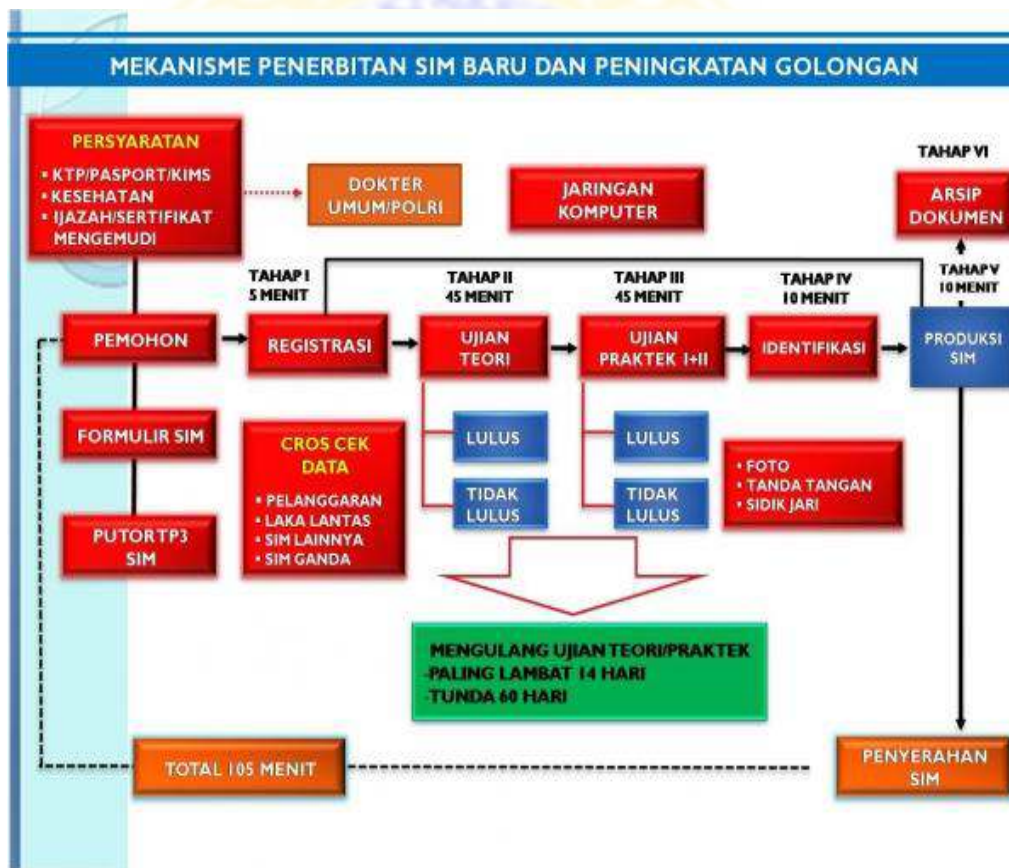 MEKANISME PENERBITAN SIM BARU DAN PENINGKATAN GOLONGAN
PERSYARATAN
▪ KTP/PASPORT/KIMS
▪ KESEHATAN
▪ IJAZAH/SERTIFIKAT
MENGEMUDI
DOKTER
UMUM/POLRI
JARINGAN
KOMPUTER
TAHAP VI
ARSIP
DOKUMEN
TAHAP I
5 MENIT
TAHAP II
45 MENIT
TAHAP III
45 MENIT
TAHAP IV
10 MENIT
TAHAP V
10 MENIT
PEMOHON
REGISTRASI
UJIAN
TEORI
UJIAN
PRAKTEK I+II
IDENTIFIKASI
PRODUKSI
SIM
FORMULIR SIM
CROS CEK
DATA
▪ PELANGGARAN
▪ LAKA LANTAS
▪ SIM LAINNYA
▪ SIM GANDA
LULUS
TIDAK
LULUS
LULUS
TIDAK
LULUS
▪ FOTO
▪ TANDA TANGAN
▪ SIDIK JARI
PUTORTP3
SIM
-MENGULANG UJIAN TEORI/PRAKTEK
-PALING LAMBAT 14 HARI
-TUNDA 60 HARI
TOTAL 105 MENIT
PENYERAHAN
SIM